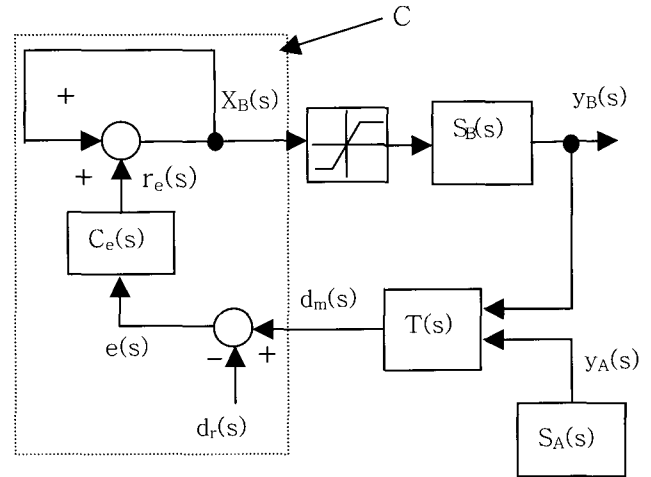 C
+
X_B(s)
y_B(s)
S_B(s)
+
r_e(s)
C_e(s)
d_m(s)
T(s)
e(s)
− +
y_A(s)
d_r(s)
S_A(s)